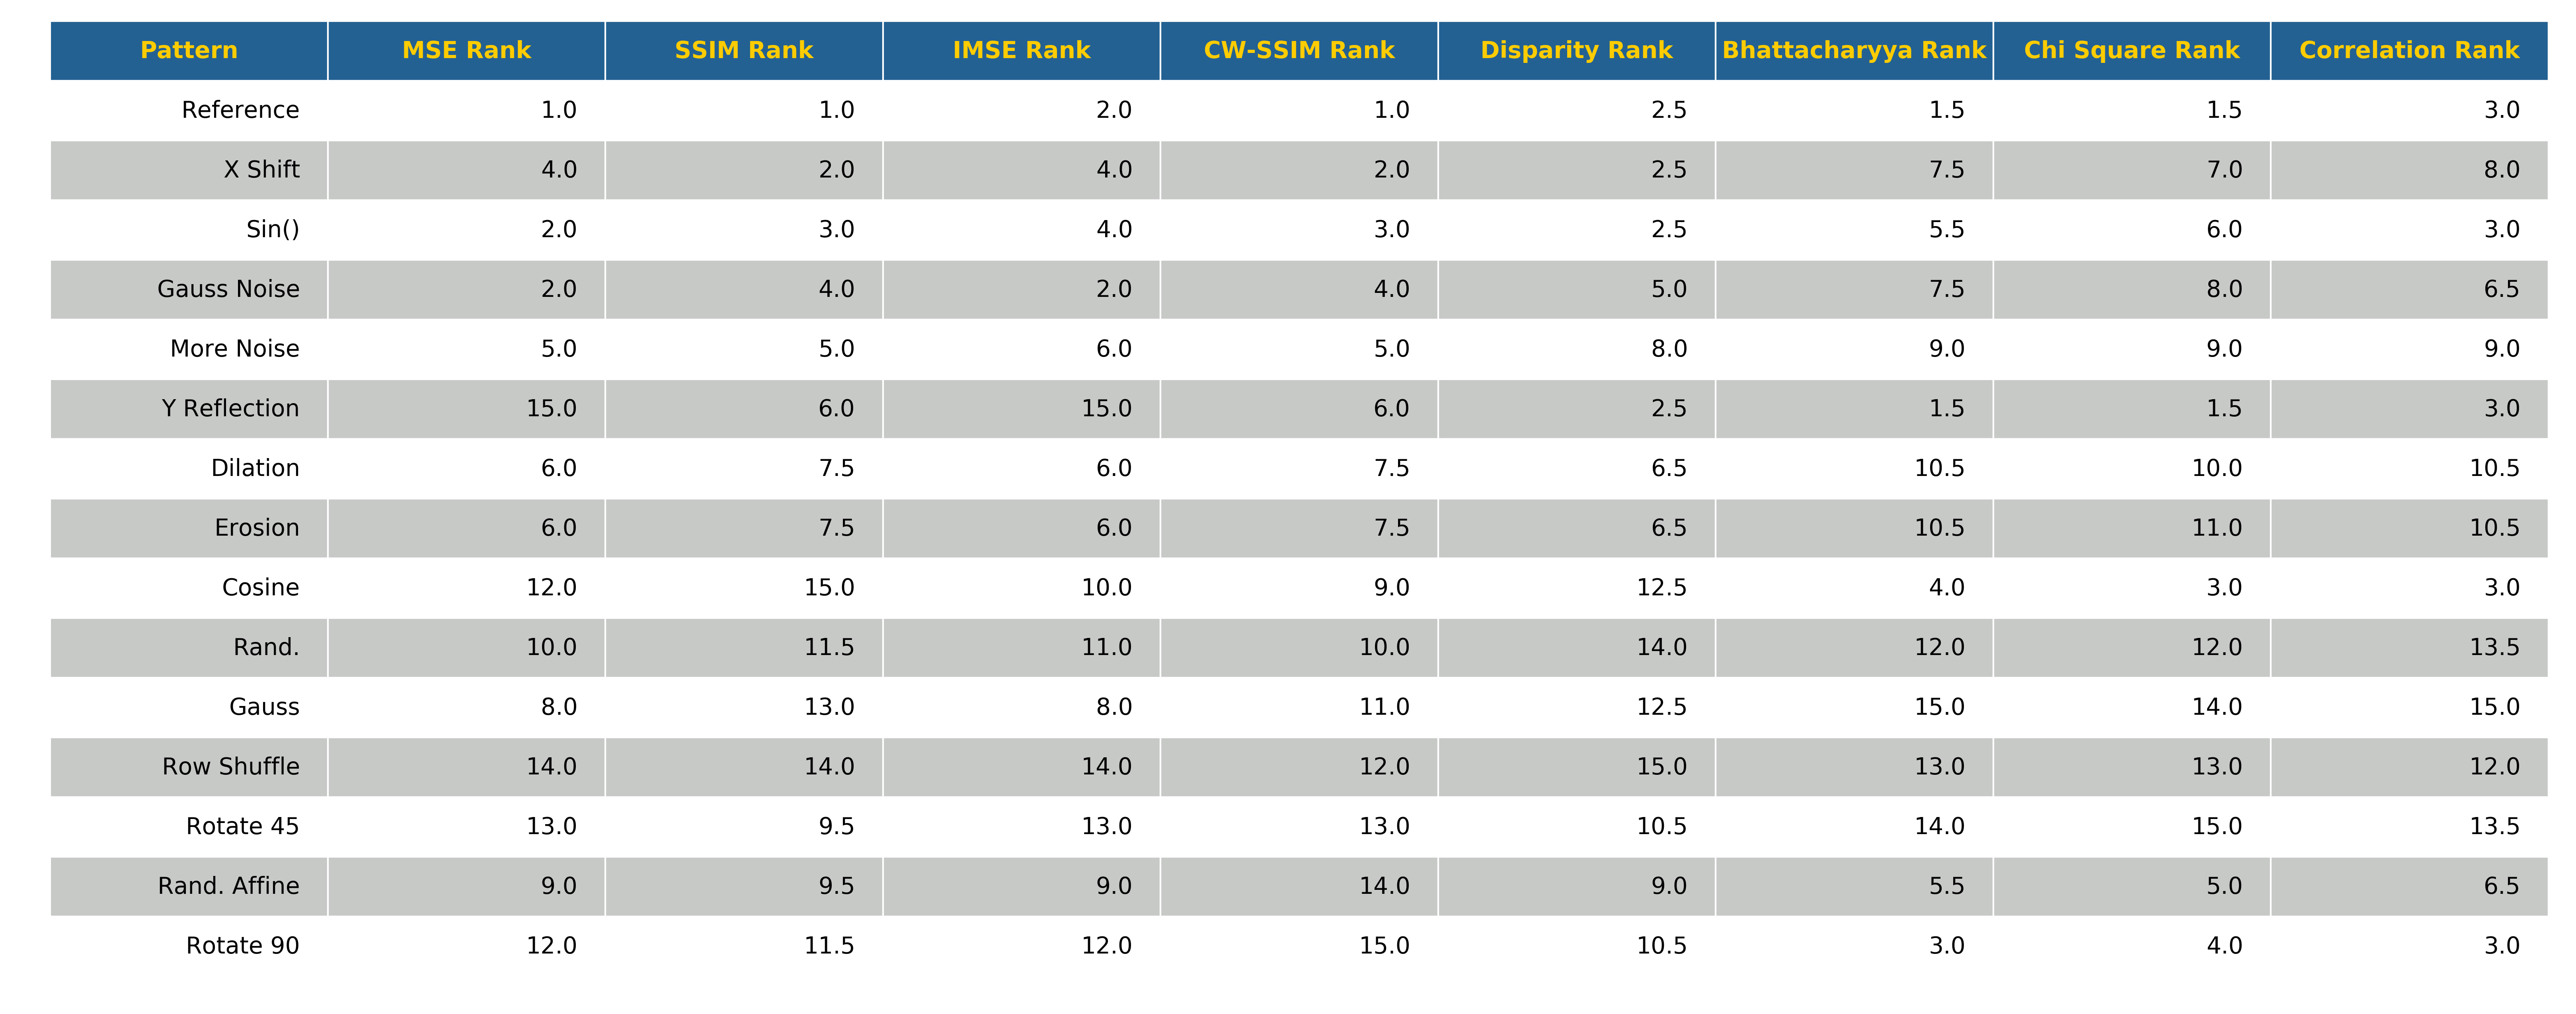 Pattern MSE Rank SSIM Rank IMSE Rank CW-SSIM Rank Disparity Rank Bhattacharyya Rank Chi Square Rank Correlation Rank
Reference 1.0 1.0 2.0 1.0 2.5 1.5 1.5 3.0
X Shift 4.0 2.0 4.0 2.0 2.5 7.5 7.0 8.0
Sin() 2.0 3.0 4.0 3.0 2.5 5.5 6.0 3.0
Gauss Noise 2.0 4.0 2.0 4.0 5.0 7.5 8.0 6.5
More Noise 5.0 5.0 6.0 5.0 8.0 9.0 9.0 9.0
Y Reflection 15.0 6.0 15.0 6.0 2.5 1.5 1.5 3.0
Dilation 6.0 7.5 6.0 7.5 6.5 10.5 10.0 10.5
Erosion 6.0 7.5 6.0 7.5 6.5 10.5 11.0 10.5
Cosine 12.0 15.0 10.0 9.0 12.5 4.0 3.0 3.0
Rand. 10.0 11.5 11.0 10.0 14.0 12.0 12.0 13.5
Gauss 8.0 13.0 8.0 11.0 12.5 15.0 14.0 15.0
Row Shuffle 14.0 14.0 14.0 12.0 15.0 13.0 13.0 12.0
Rotate 45 13.0 9.5 13.0 13.0 10.5 14.0 15.0 13.5
Rand. Affine 9.0 9.5 9.0 14.0 9.0 5.5 5.0 6.5
Rotate 90 12.0 11.5 12.0 15.0 10.5 3.0 4.0 3.0